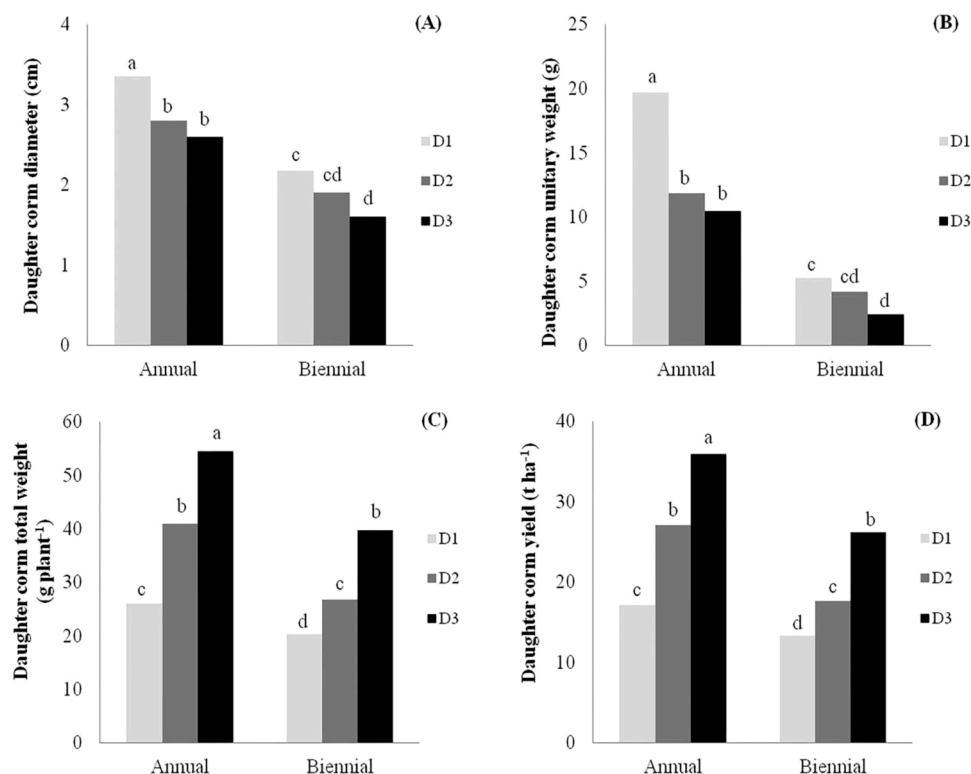 (A)
Daughter corm diameter (cm)
4
3
2
1
0
a
b
b
c
cd
d
Annual
Biennial
D1
D2
D3
(B)
Daughter corm unitary weight (g)
25
20
15
10
5
0
a
b
b
c
cd
d
Annual
Biennial
D1
D2
D3
(C)
Daughter corm total weight
(g plant⁻¹)
60
50
40
30
20
10
0
c
b
a
d
c
b
Annual
Biennial
D1
D2
D3
(D)
Daughter corm yield (t ha⁻¹)
40
30
20
10
0
c
b
a
d
c
b
Annual
Biennial
D1
D2
D3